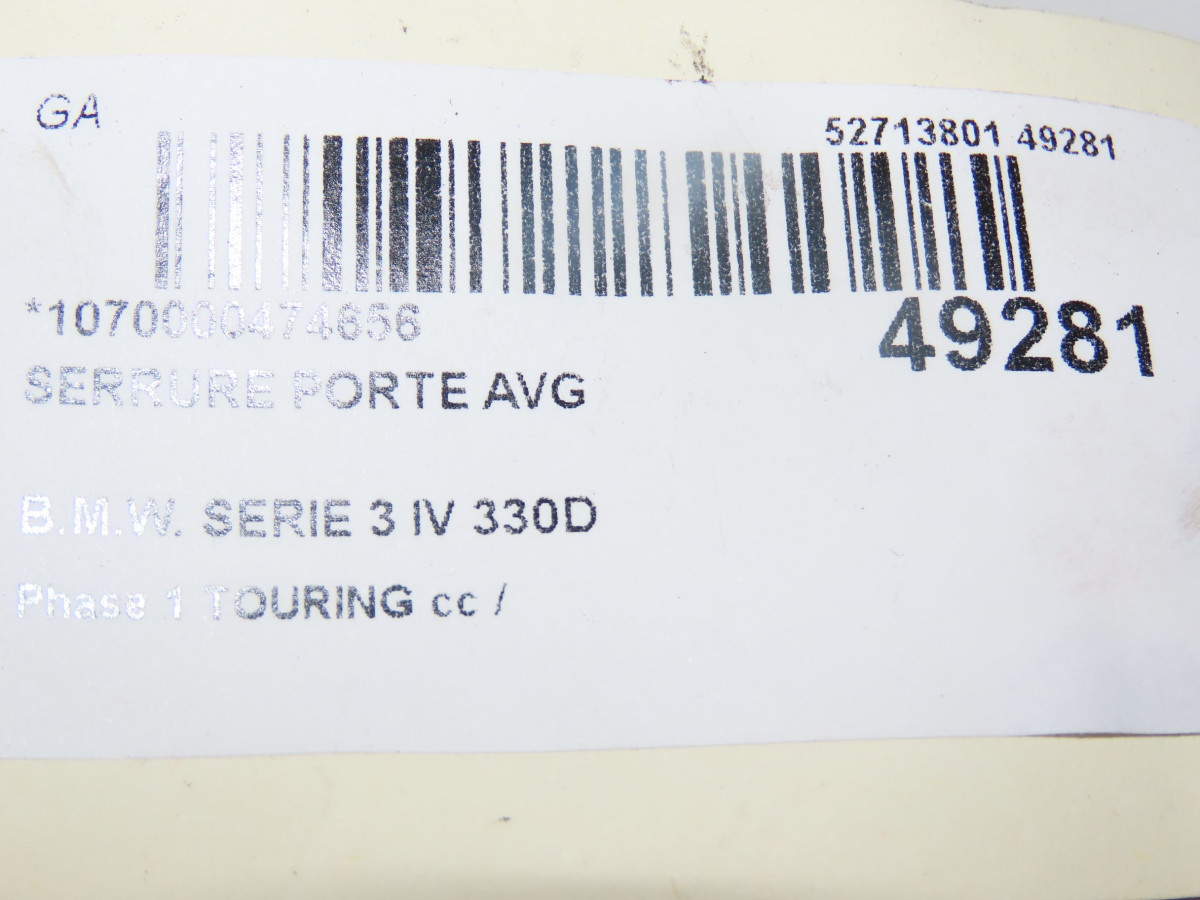 GA
52713801 49281
*1070000474656
49281
SERRURE PORTE AVG
B.M.W. SERIE 3 IV 330D
Phase 1 TOURING cc /